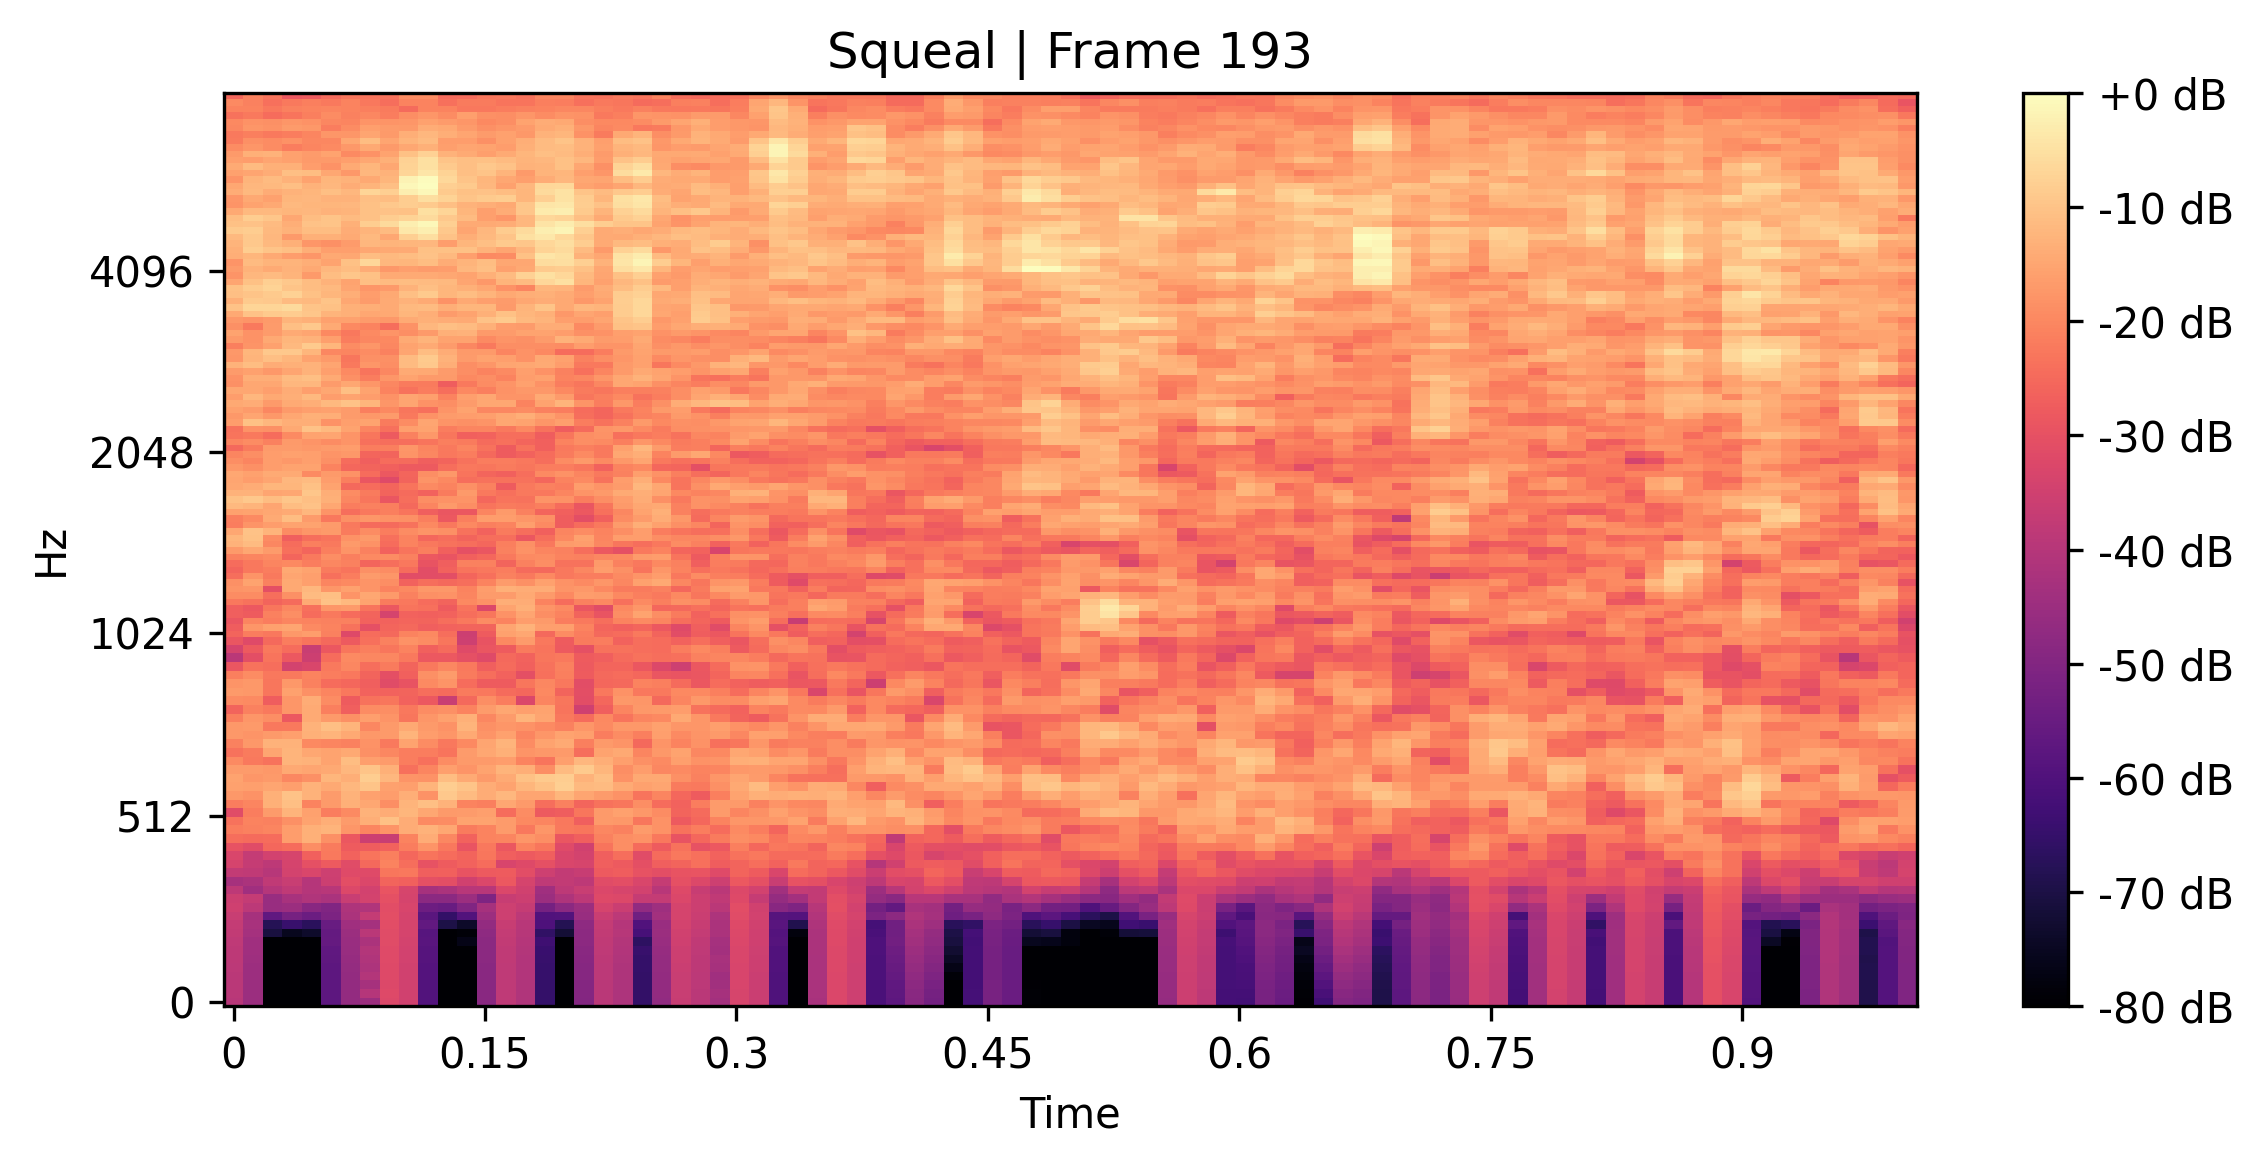 Squeal | Frame 193
+0 dB
-10 dB
-20 dB
-30 dB
-40 dB
-50 dB
-60 dB
-70 dB
-80 dB
Hz
4096
2048
1024
512
0
0 0.15 0.3 0.45 0.6 0.75 0.9
Time